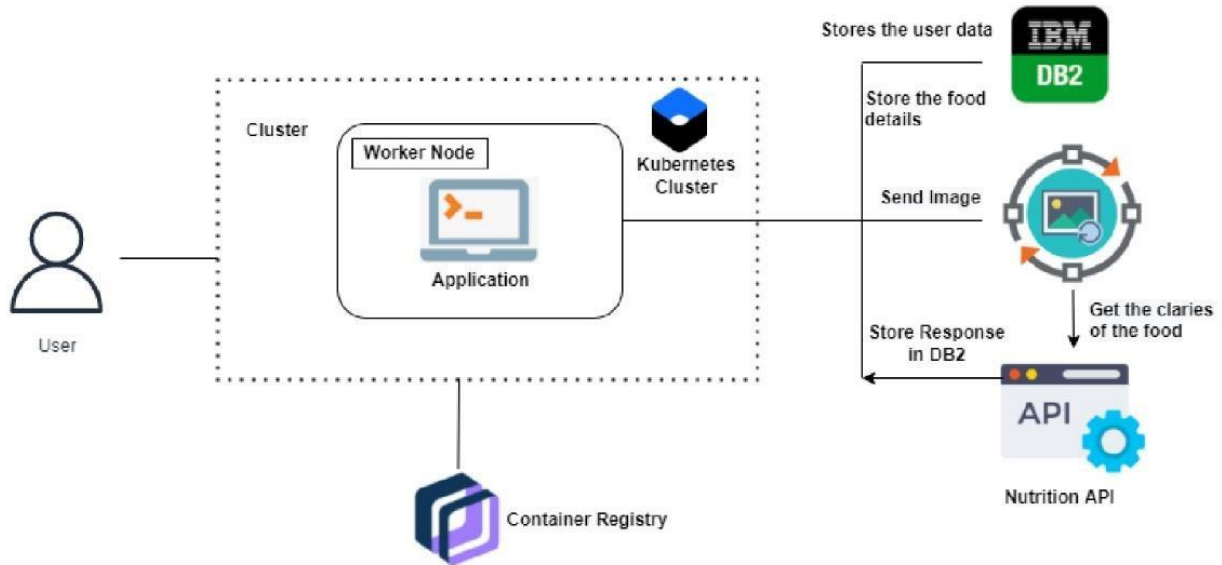 Stores the user data
IBM
DB2
Store the food
details
Cluster
Worker Node
Kubernetes
Cluster
Application
Send Image
User
Get the claries
of the food
Store Response
in DB2
API
Nutrition API
Container Registry